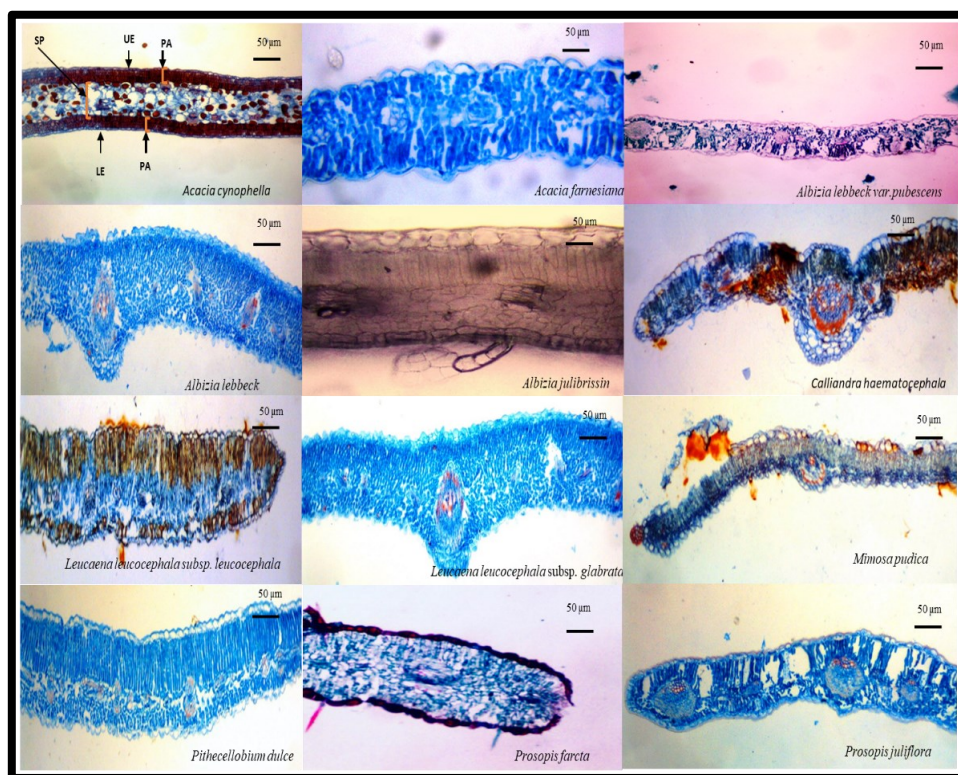 SP UE PA 50 µm
LE PA
Acacia cynophella
50 µm
Acacia farnesiana
50 µm
Albizia lebbeck var.pubescens
50 µm
Albizia lebbeck
50 µm
Albizia julibrissin
50 µm
Calliandra haematocephala
50 µm
Leucaena leucocephala subsp. leucocephala
50 µm
Leucaena leucocephala subsp. glabrata
50 µm
Mimosa pudica
50 µm
Pithecellobium dulce
50 µm
Prosopis farcta
50 µm
Prosopis juliflora